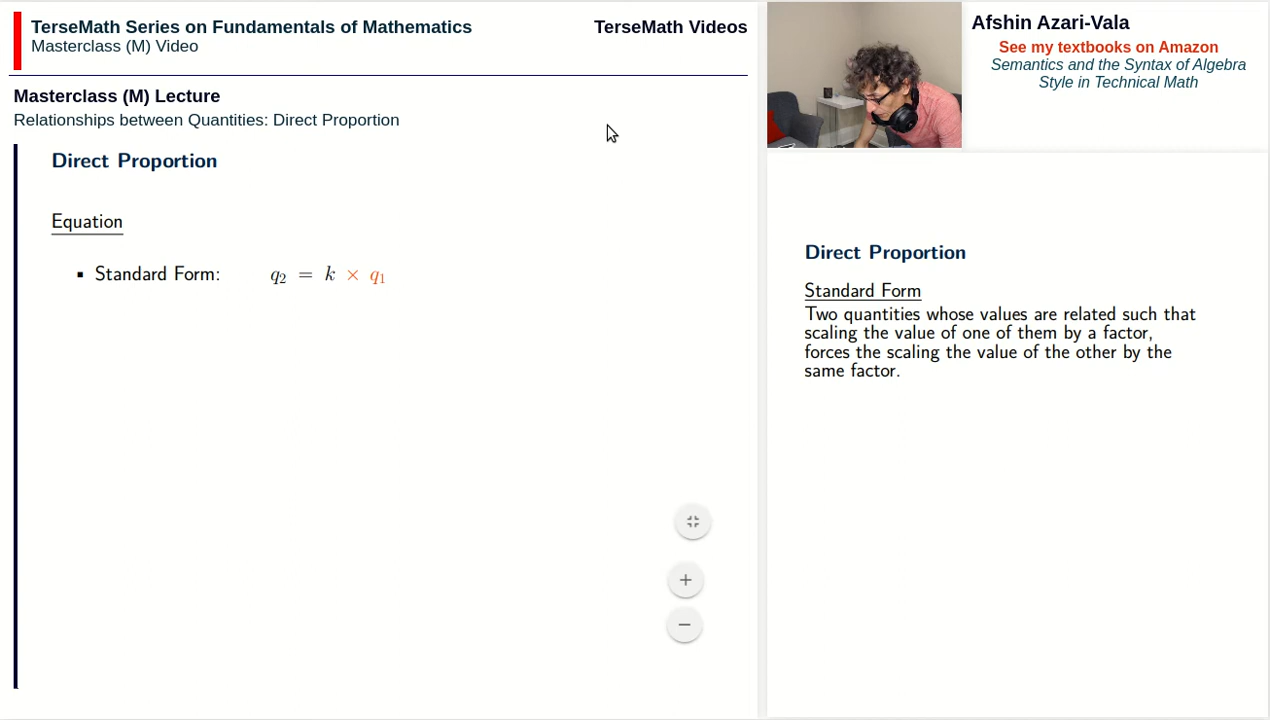 TerseMath Series on Fundamentals of Mathematics
Masterclass (M) Video
TerseMath Videos
Masterclass (M) Lecture
Relationships between Quantities: Direct Proportion
Direct Proportion
Equation
▪ Standard Form: q₂ = k × q₁
Afshin Azari-Vala
See my textbooks on Amazon
Semantics and the Syntax of Algebra
Style in Technical Math
Direct Proportion
Standard Form
Two quantities whose values are related such that
scaling the value of one of them by a factor,
forces the scaling the value of the other by the
same factor.